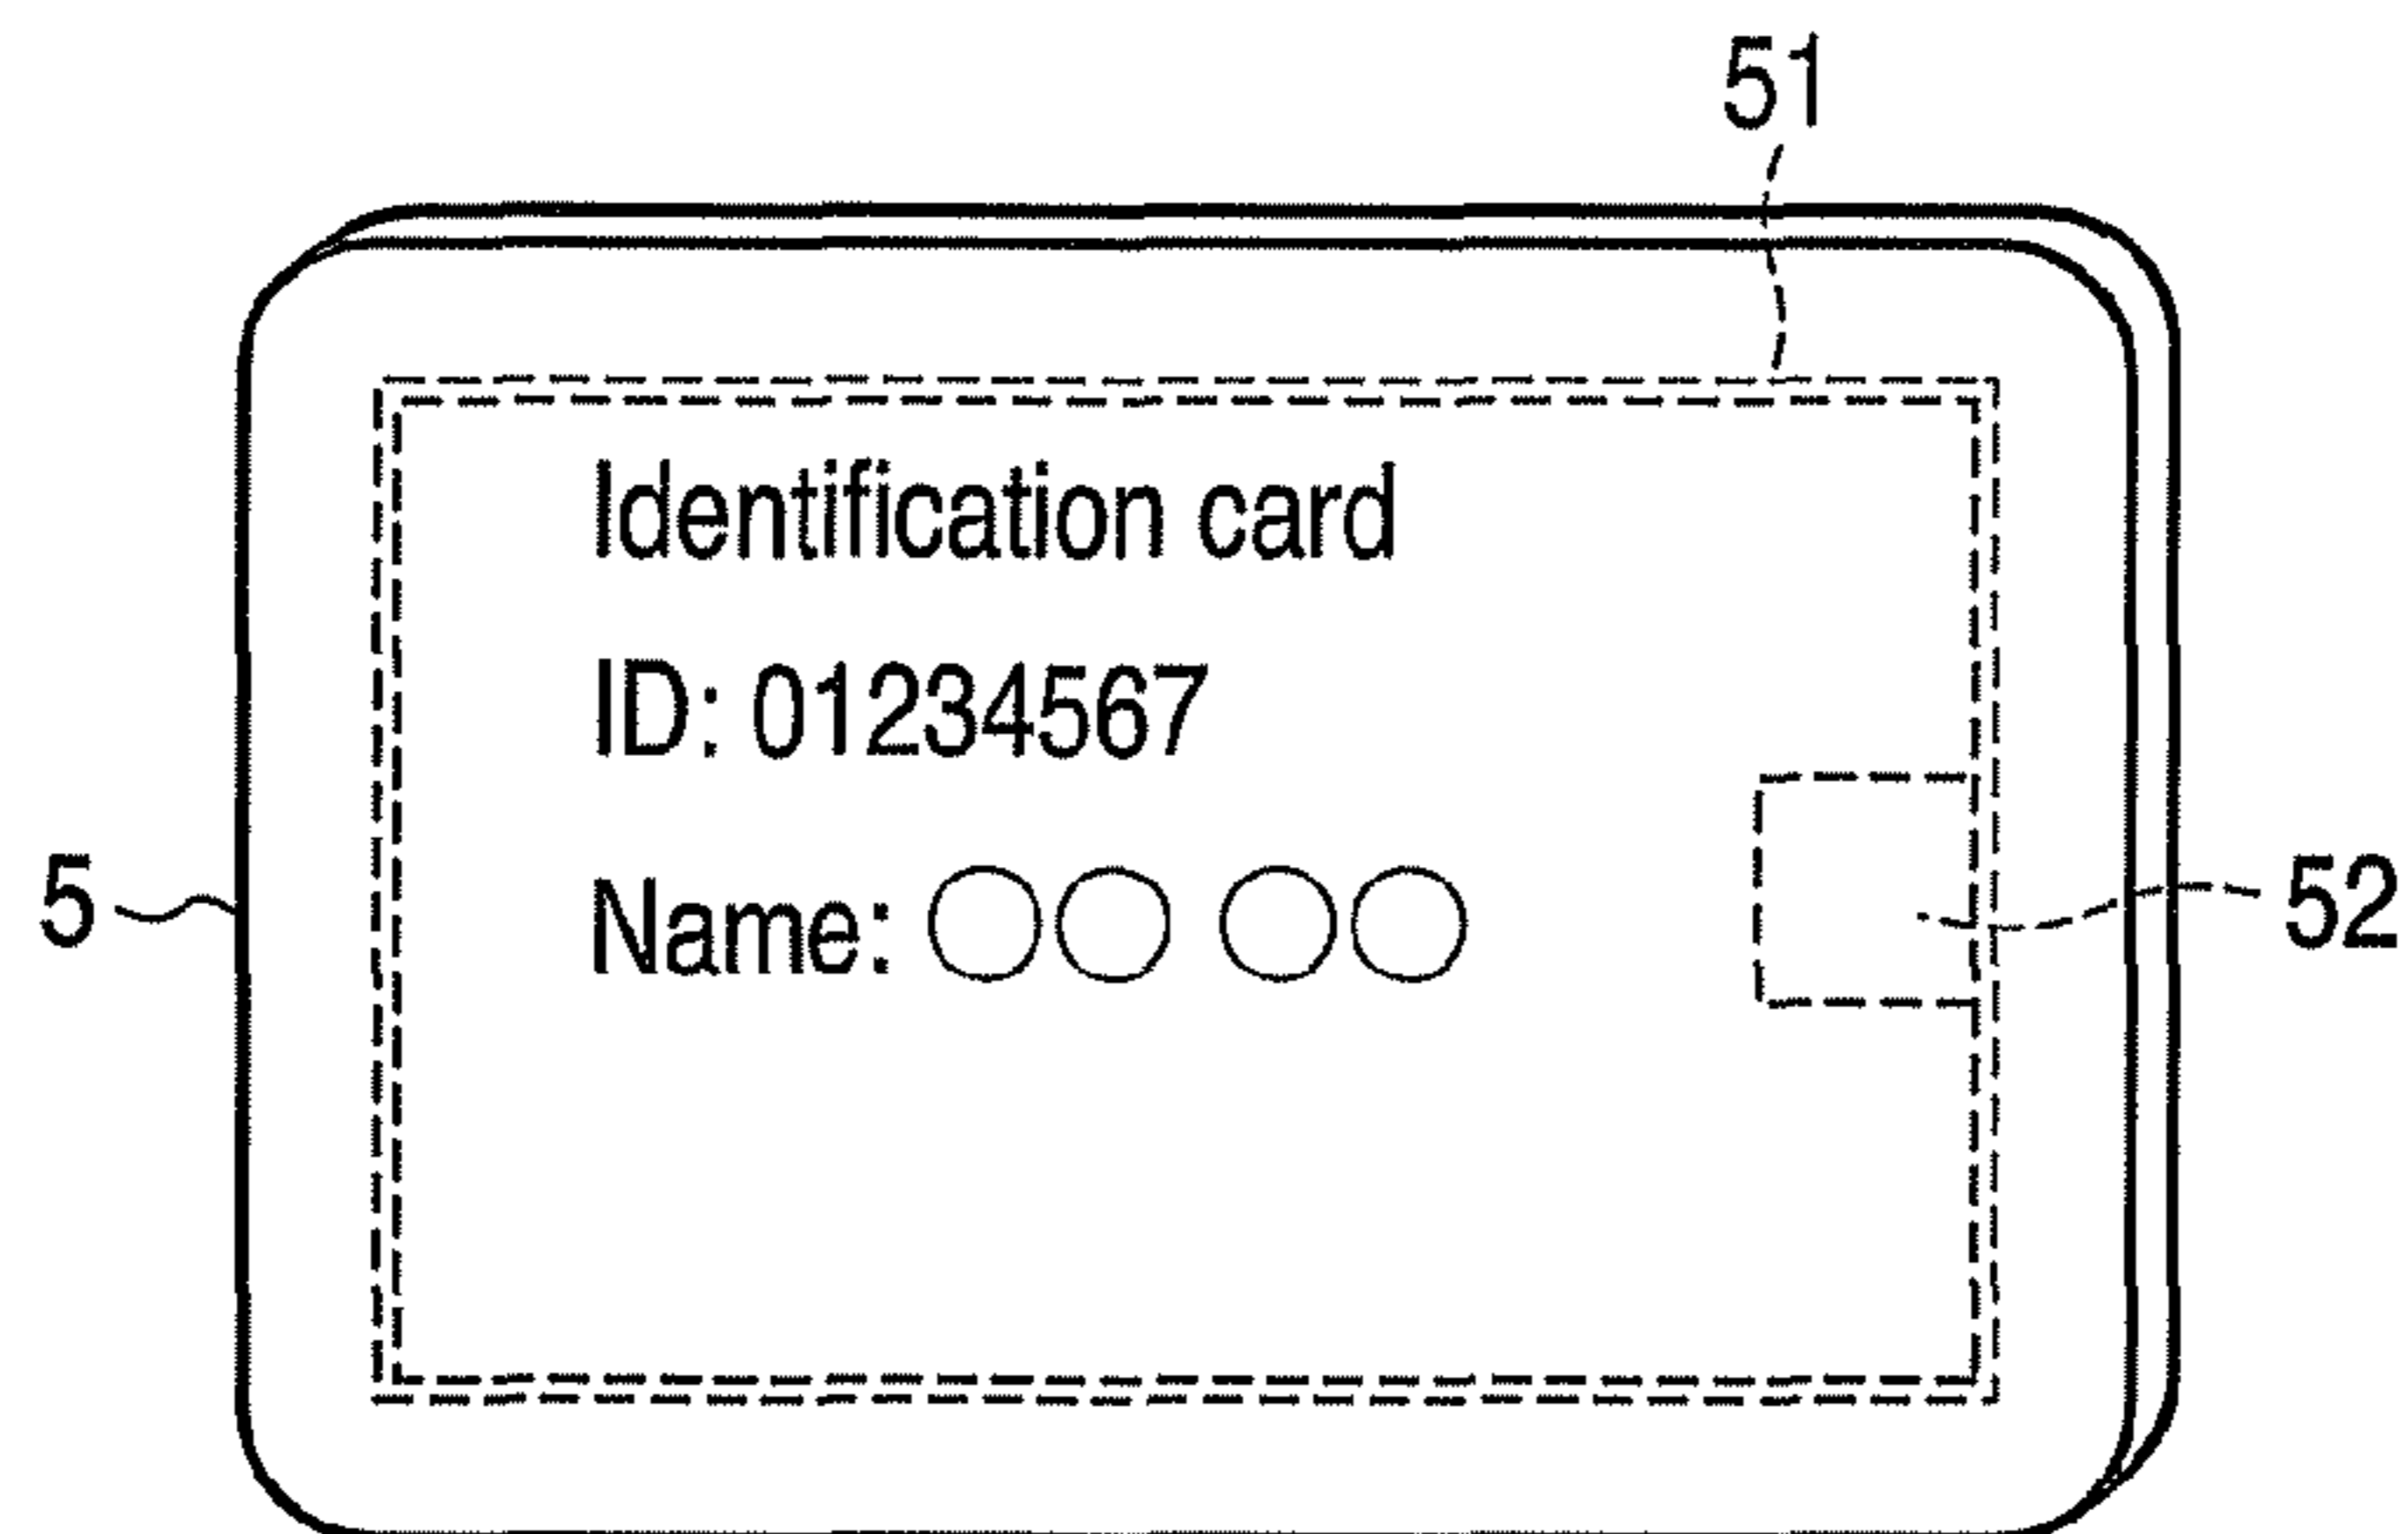 51
Identification card
ID: 01234567
Name: ○○ ○○
5
52